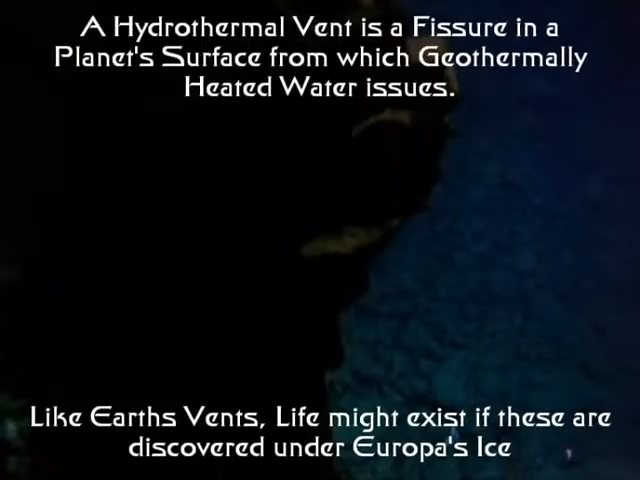 A Hydrothermal Vent is a Fissure in a
Planet's Surface from which Geothermally
Heated Water issues.
Like Earths Vents, Life might exist if these are
discovered under Europa's Ice